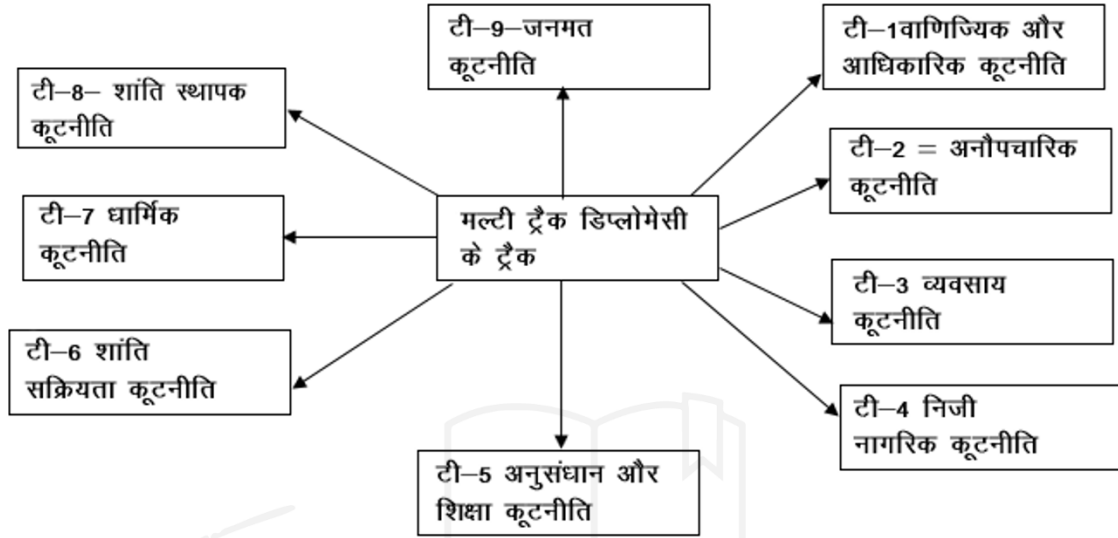 टी–9–जनमत
कूटनीति
टी–1वाणिज्यिक और
आधिकारिक कूटनीति
टी–8– शांति स्थापक
कूटनीति
टी–2 = अनौपचारिक
कूटनीति
मल्टी ट्रैक डिप्लोमेसी
के ट्रैक
टी–7 धार्मिक
कूटनीति
टी–3 व्यवसाय
कूटनीति
टी–6 शांति
सक्रियता कूटनीति
टी–4 निजी
नागरिक कूटनीति
टी–5 अनुसंधान और
शिक्षा कूटनीति